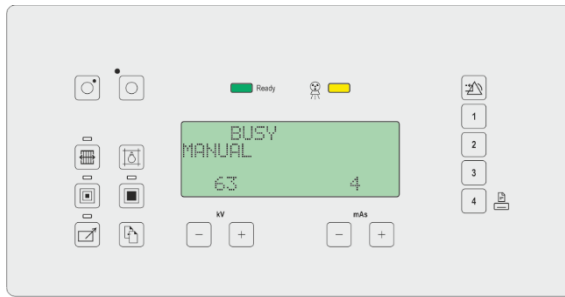 Ready
BUSY
MANUAL
63 4
kV mAs
- + - +
1
2
3
4